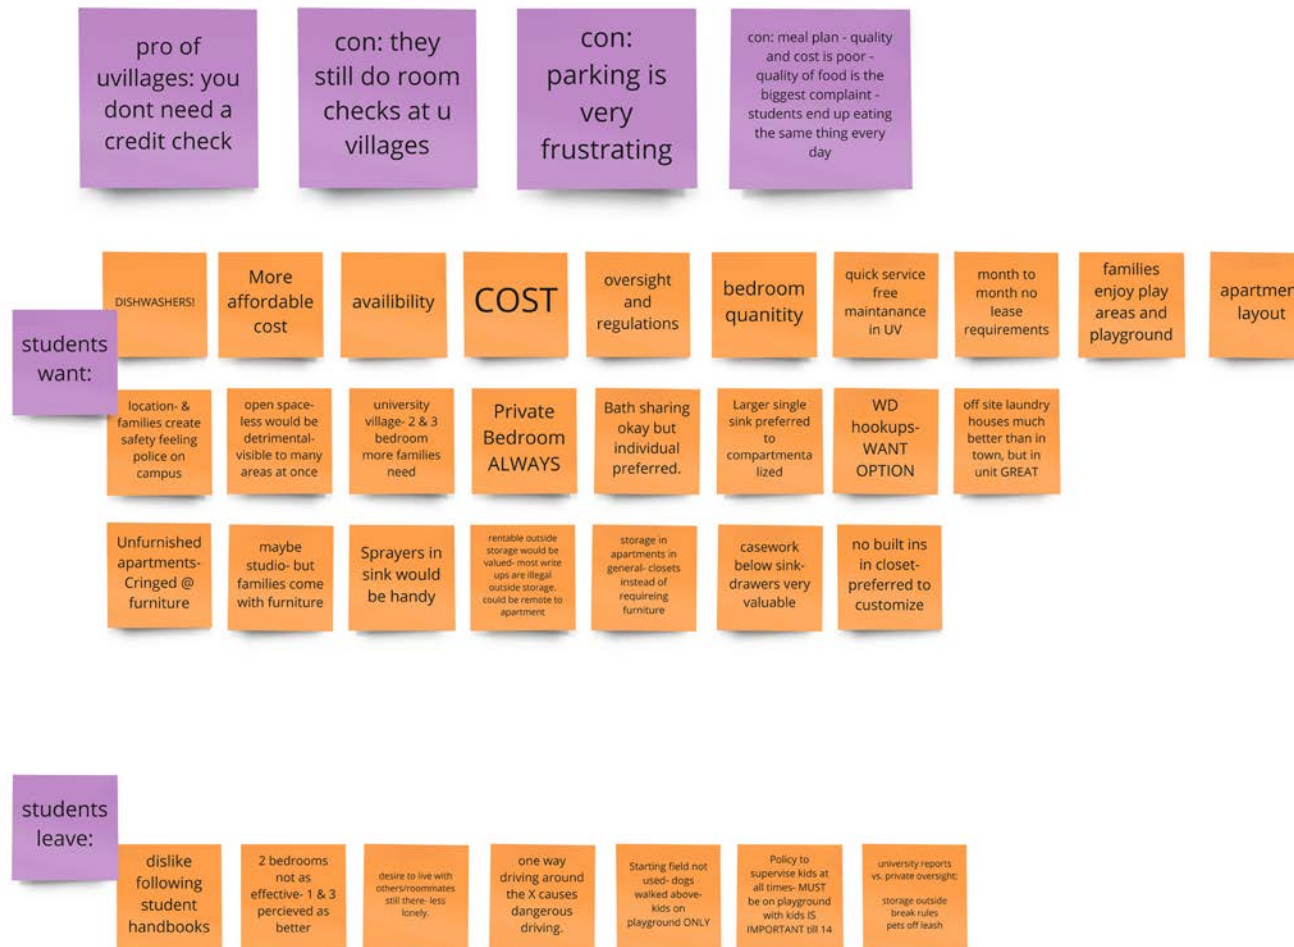 pro of
uvillages: you
dont need a
credit check
con: they
still do room
checks at u
villages
con:
parking is
very
frustrating
con: meal plan - quality
and cost is poor -
quality of food is the
biggest complaint -
students end up eating
the same thing every
day
students
want:
DISHWASHERS!
More
affordable
cost
availibility
COST
oversight
and
regulations
bedroom
quanitity
quick service
free
maintanance
in UV
month to
month no
lease
requirements
families
enjoy play
areas and
playground
apartmen
layout
location- &
families create
safety feeling
police on
campus
open space-
less would be
detrimental-
visible to many
areas at once
university
village- 2 & 3
bedroom
more families
need
Private
Bedroom
ALWAYS
Bath sharing
okay but
individual
preferred.
Larger single
sink preferred
to
compartmenta
lized
WD
hookups-
WANT
OPTION
off site laundry
houses much
better than in
town, but in
unit GREAT
Unfurnished
apartments-
Cringed @
furniture
maybe
studio- but
families come
with furniture
Sprayers in
sink would
be handy
rentable outside
storage would be
valued- most write
ups are illegal
outside storage.
could be remote to
apartment
storage in
apartments in
general- closets
instead of
requireing
furniture
casework
below sink-
drawers very
valuable
no built ins
in closet-
preferred to
customize
students
leave:
dislike
following
student
handbooks
2 bedrooms
not as
effective- 1 & 3
percieved as
better
desire to live with
others/roommates
still there- less
lonely.
one way
driving around
the X causes
dangerous
driving.
Starting field not
used- dogs
walked above-
kids on
playground ONLY
Policy to
supervise kids at
all times- MUST
be on playground
with kids IS
IMPORTANT till 14
university reports
vs. private oversight:
storage outside
break rules
pets off leash